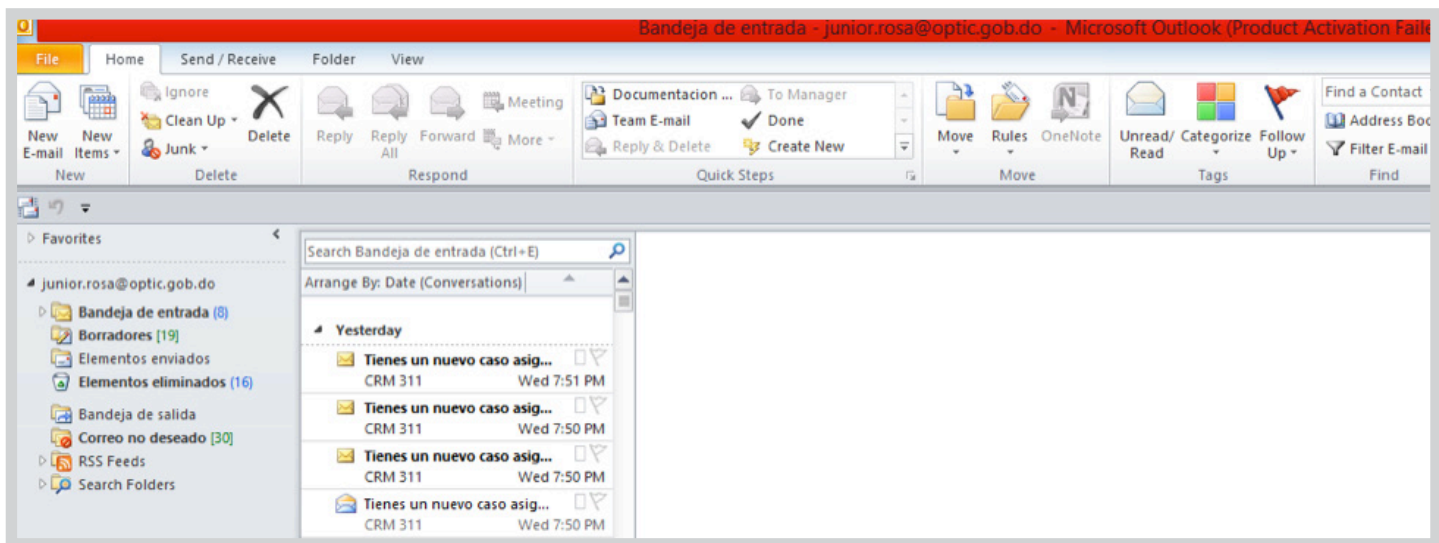 Bandeja de entrada - junior.rosa@optic.gob.do - Microsoft Outlook (Product Activation Faile
File Home Send / Receive Folder View
Ignore
Clean Up
Junk
Delete
New E-mail
New Items
Reply
Reply All
Forward
Meeting
More
Documentacion ...
To Manager
Team E-mail
Done
Reply & Delete
Create New
Move
Rules
OneNote
Unread/ Read
Categorize
Follow Up
Find a Contact
Address Boo
Filter E-mail
New Delete Respond Quick Steps Move Tags Find
Favorites
junior.rosa@optic.gob.do
Bandeja de entrada (8)
Borradores [19]
Elementos enviados
Elementos eliminados (16)
Bandeja de salida
Correo no deseado [30]
RSS Feeds
Search Folders
Search Bandeja de entrada (Ctrl+E)
Arrange By: Date (Conversations)
Yesterday
Tienes un nuevo caso asig...
CRM 311 Wed 7:51 PM
Tienes un nuevo caso asig...
CRM 311 Wed 7:50 PM
Tienes un nuevo caso asig...
CRM 311 Wed 7:50 PM
Tienes un nuevo caso asig...
CRM 311 Wed 7:50 PM